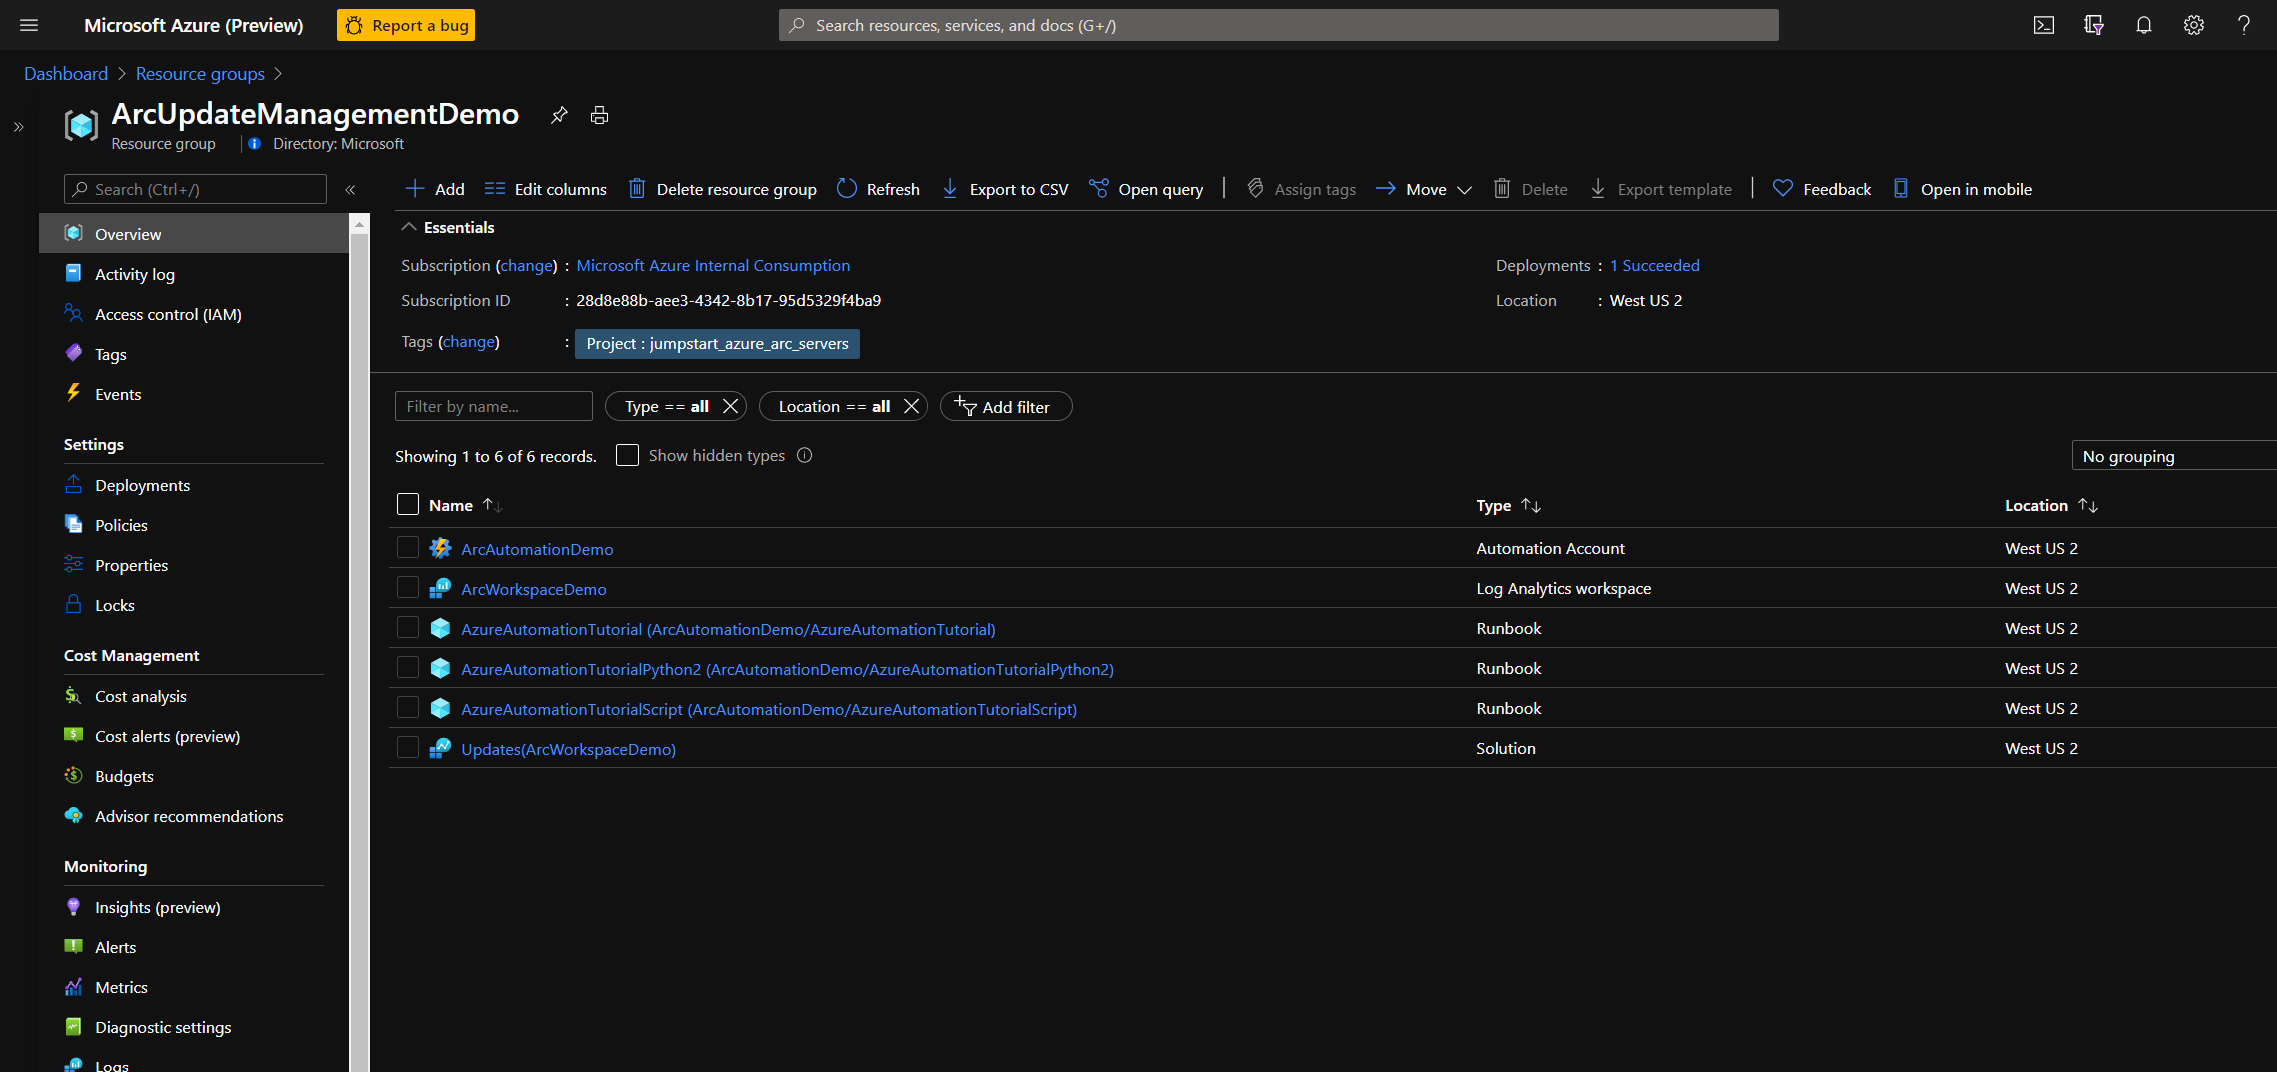 Microsoft Azure (Preview)
Report a bug
Search resources, services, and docs (G+/)
Dashboard
Resource groups
ArcUpdateManagementDemo
Resource group
Directory: Microsoft
Search (Ctrl+/)
Add
Edit columns
Delete resource group
Refresh
Export to CSV
Open query
Assign tags
Move
Delete
Export template
Feedback
Open in mobile
Overview
Activity log
Access control (IAM)
Tags
Events
Settings
Deployments
Policies
Properties
Locks
Cost Management
Cost analysis
Cost alerts (preview)
Budgets
Advisor recommendations
Monitoring
Insights (preview)
Alerts
Metrics
Diagnostic settings
Logs
Essentials
Subscription (change) : Microsoft Azure Internal Consumption
Deployments : 1 Succeeded
Subscription ID : 28d8e88b-aee3-4342-8b17-95d5329f4ba9
Location : West US 2
Tags (change) : Project : jumpstart_azure_arc_servers
Filter by name...
Type == all
Location == all
Add filter
Showing 1 to 6 of 6 records.
Show hidden types
No grouping
Name Type Location
ArcAutomationDemo Automation Account West US 2
ArcWorkspaceDemo Log Analytics workspace West US 2
AzureAutomationTutorial (ArcAutomationDemo/AzureAutomationTutorial) Runbook West US 2
AzureAutomationTutorialPython2 (ArcAutomationDemo/AzureAutomationTutorialPython2) Runbook West US 2
AzureAutomationTutorialScript (ArcAutomationDemo/AzureAutomationTutorialScript) Runbook West US 2
Updates(ArcWorkspaceDemo) Solution West US 2